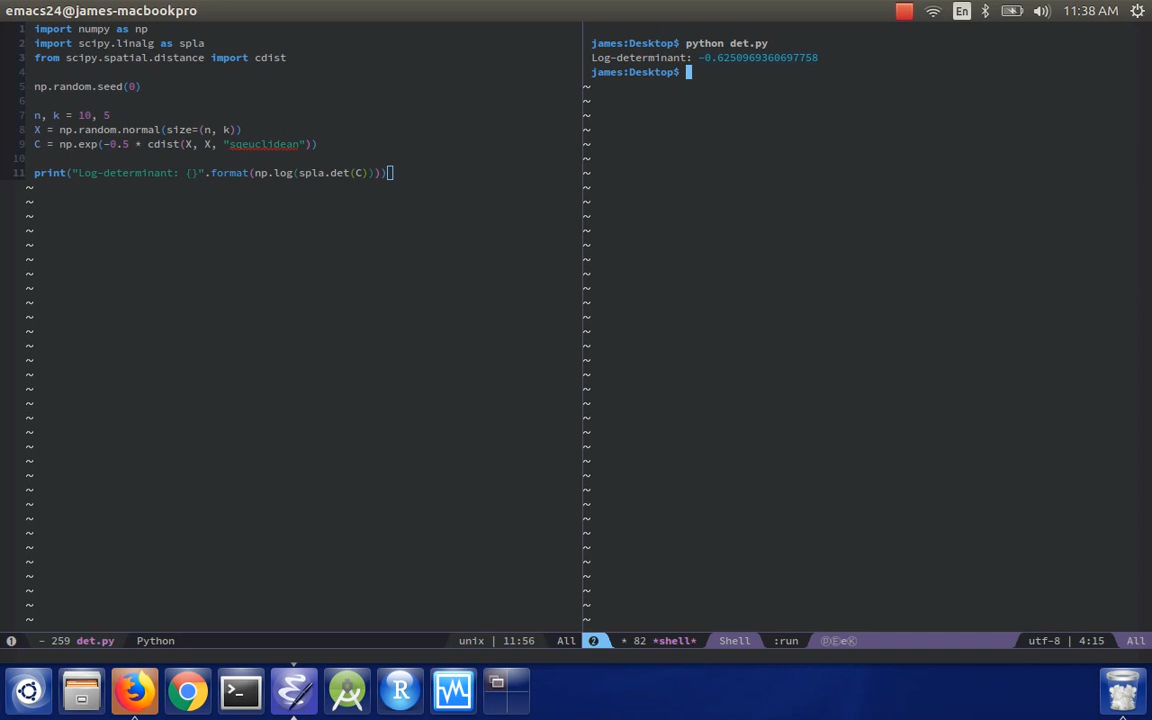 emacs24@james-macbookpro
En
11:38 AM
1 import numpy as np
2 import scipy.linalg as spla
3 from scipy.spatial.distance import cdist
4
5 np.random.seed(0)
6
7 n, k = 10, 5
8 X = np.random.normal(size=(n, k))
9 C = np.exp(-0.5 * cdist(X, X, "sqeuclidean"))
10
11 print("Log-determinant: {}".format(np.log(spla.det(C))))
james:Desktop$ python det.py
Log-determinant: -0.6250969360697758
james:Desktop$
1 - 259 det.py Python unix | 11:56 All
2 * 82 *shell* Shell :run ⓅⒺⓔⓀ utf-8 | 4:15 All
>_
R